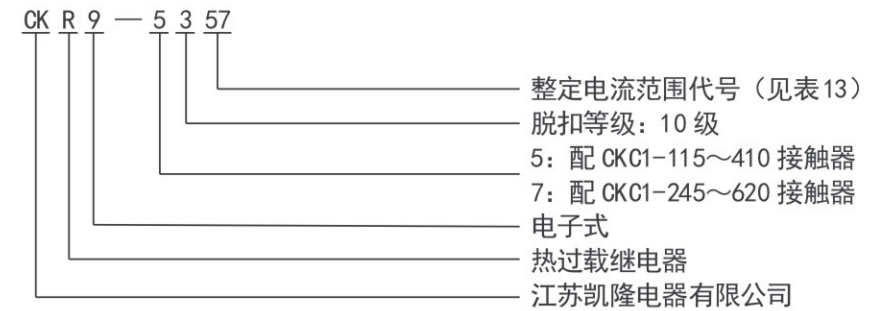 CK R 9 — 5 3 57
整定电流范围代号（见表13）
脱扣等级：10 级
5：配 CKC1-115～410 接触器
7：配 CKC1-245～620 接触器
电子式
热过载继电器
江苏凯隆电器有限公司